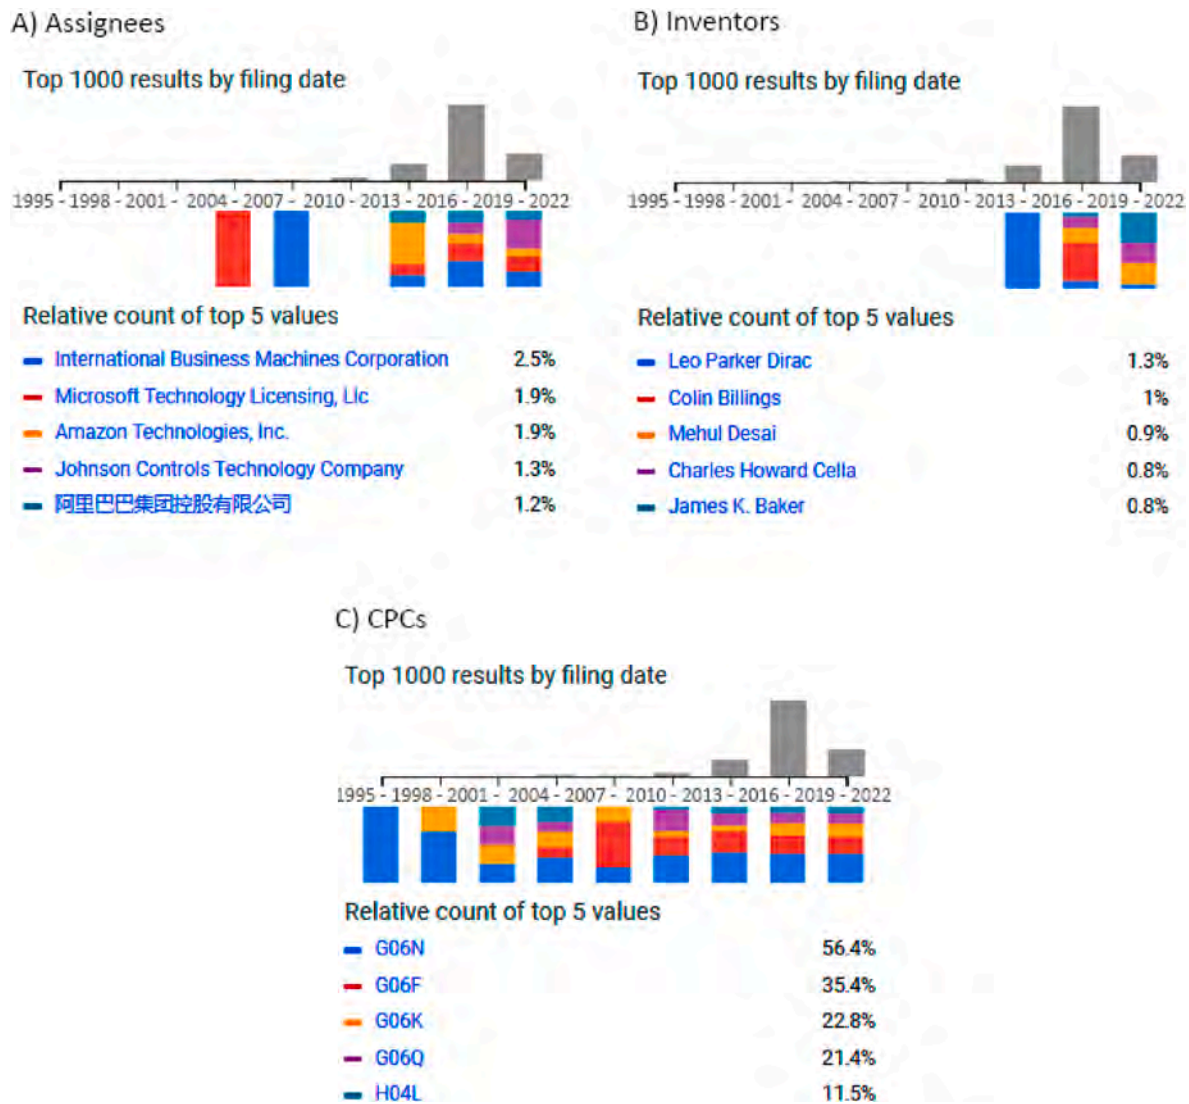 A) Assignees
Top 1000 results by filing date
1995 - 1998 - 2001 - 2004 - 2007 - 2010 - 2013 - 2016 - 2019 - 2022
Relative count of top 5 values
International Business Machines Corporation 2.5%
Microsoft Technology Licensing, Llc 1.9%
Amazon Technologies, Inc. 1.9%
Johnson Controls Technology Company 1.3%
阿里巴巴集团控股有限公司 1.2%
B) Inventors
Top 1000 results by filing date
1995 - 1998 - 2001 - 2004 - 2007 - 2010 - 2013 - 2016 - 2019 - 2022
Relative count of top 5 values
Leo Parker Dirac 1.3%
Colin Billings 1%
Mehul Desai 0.9%
Charles Howard Cella 0.8%
James K. Baker 0.8%
C) CPCs
Top 1000 results by filing date
1995 - 1998 - 2001 - 2004 - 2007 - 2010 - 2013 - 2016 - 2019 - 2022
Relative count of top 5 values
G06N 56.4%
G06F 35.4%
G06K 22.8%
G06Q 21.4%
H04L 11.5%